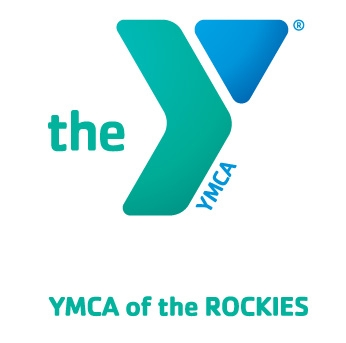 the Y®
YMCA
YMCA of the ROCKIES